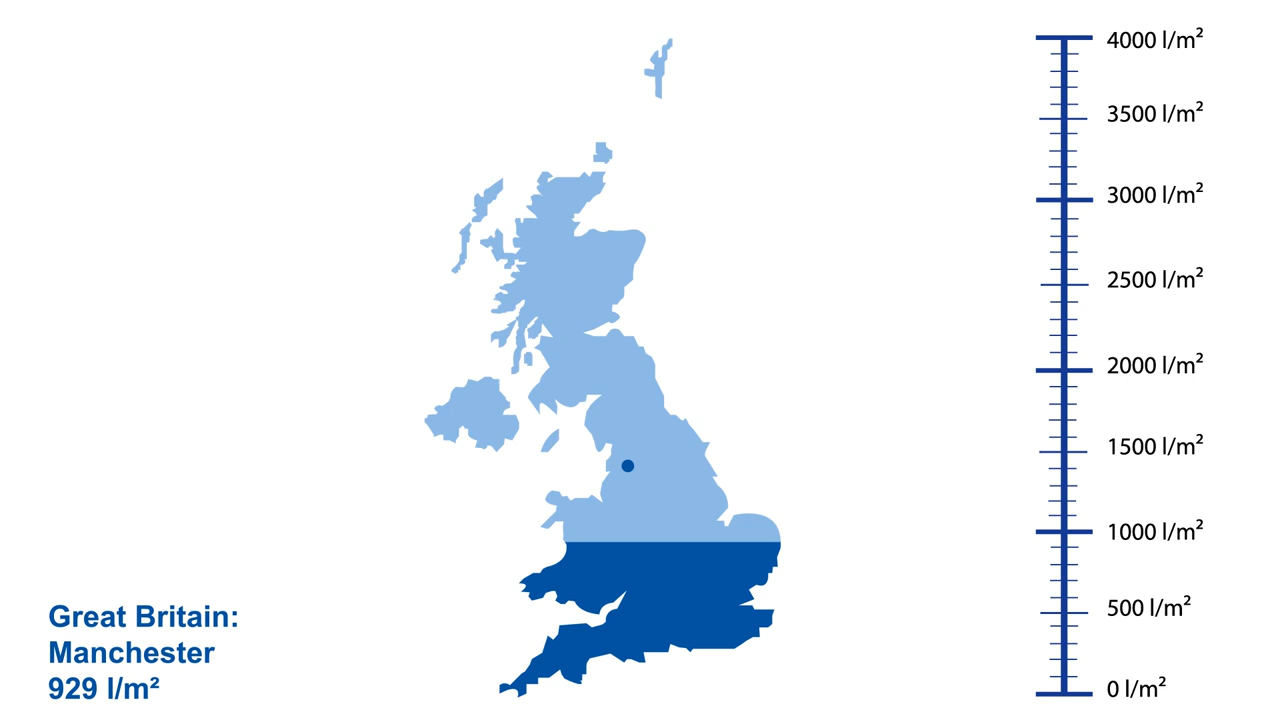 4000 l/m²
3500 l/m²
3000 l/m²
2500 l/m²
2000 l/m²
1500 l/m²
1000 l/m²
500 l/m²
0 l/m²
Great Britain:
Manchester
929 l/m²